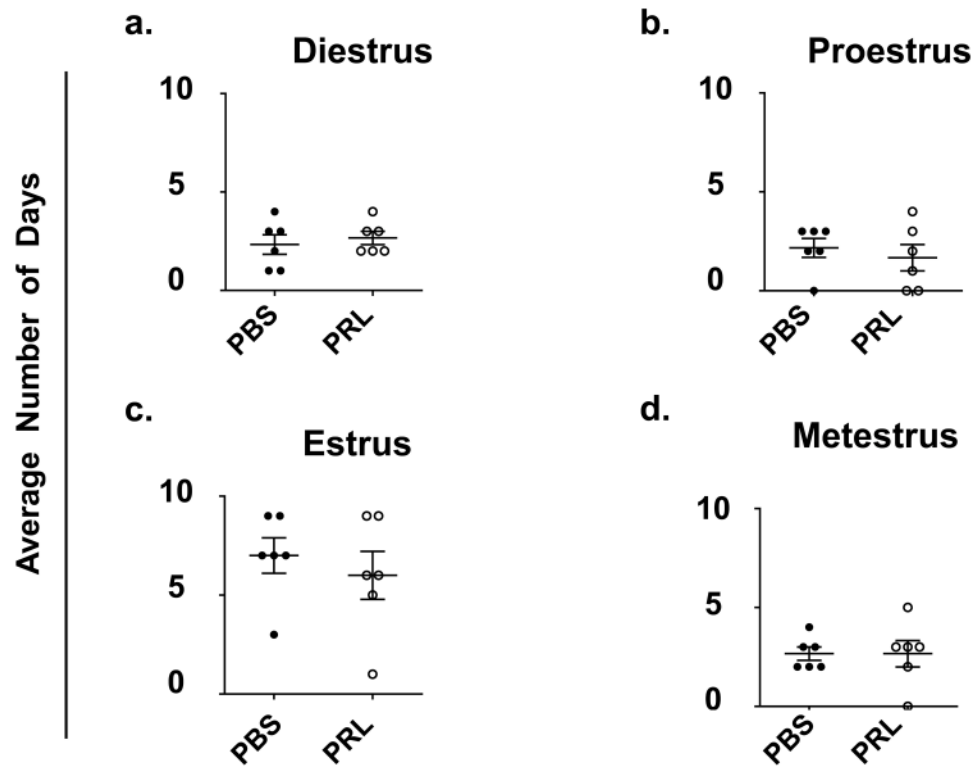 Average Number of Days
a.
Diestrus
10
5
0
PBS
PRL
b.
Proestrus
10
5
0
PBS
PRL
c.
Estrus
10
5
0
PBS
PRL
d.
Metestrus
10
5
0
PBS
PRL